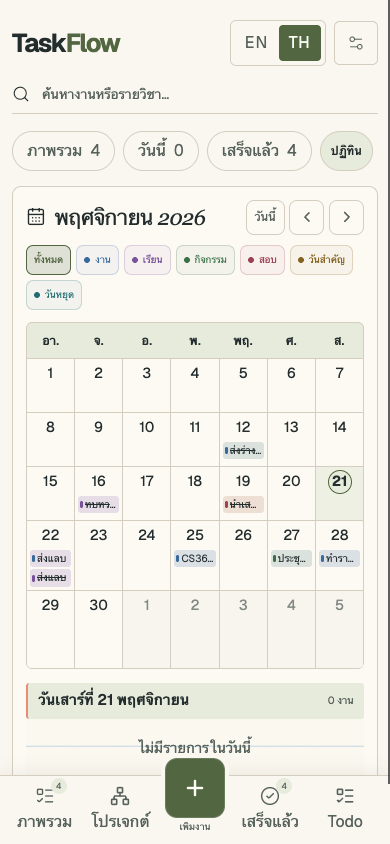 TaskFlow
EN TH
ค้นหางานหรือรายวิชา...
ภาพรวม 4 วันนี้ 0 เสร็จแล้ว 4 ปฏิทิน
พฤศจิกายน 2026 วันนี้
ทั้งหมด งาน เรียน กิจกรรม สอบ วันสำคัญ
วันหยุด
อา. จ. อ. พ. พฤ. ศ. ส.
1 2 3 4 5 6 7
8 9 10 11 12 13 14
ส่งร่าง...
15 16 17 18 19 20 21
ทบทว... นำเส...
22 23 24 25 26 27 28
ส่งแลบ CS36... ประชุ... ทำรา...
ส่งแลบ
29 30 1 2 3 4 5
วันเสาร์ที่ 21 พฤศจิกายน 0 งาน
ไม่มีรายการในวันนี้
4 4
ภาพรวม โปรเจกต์ เพิ่มงาน เสร็จแล้ว Todo